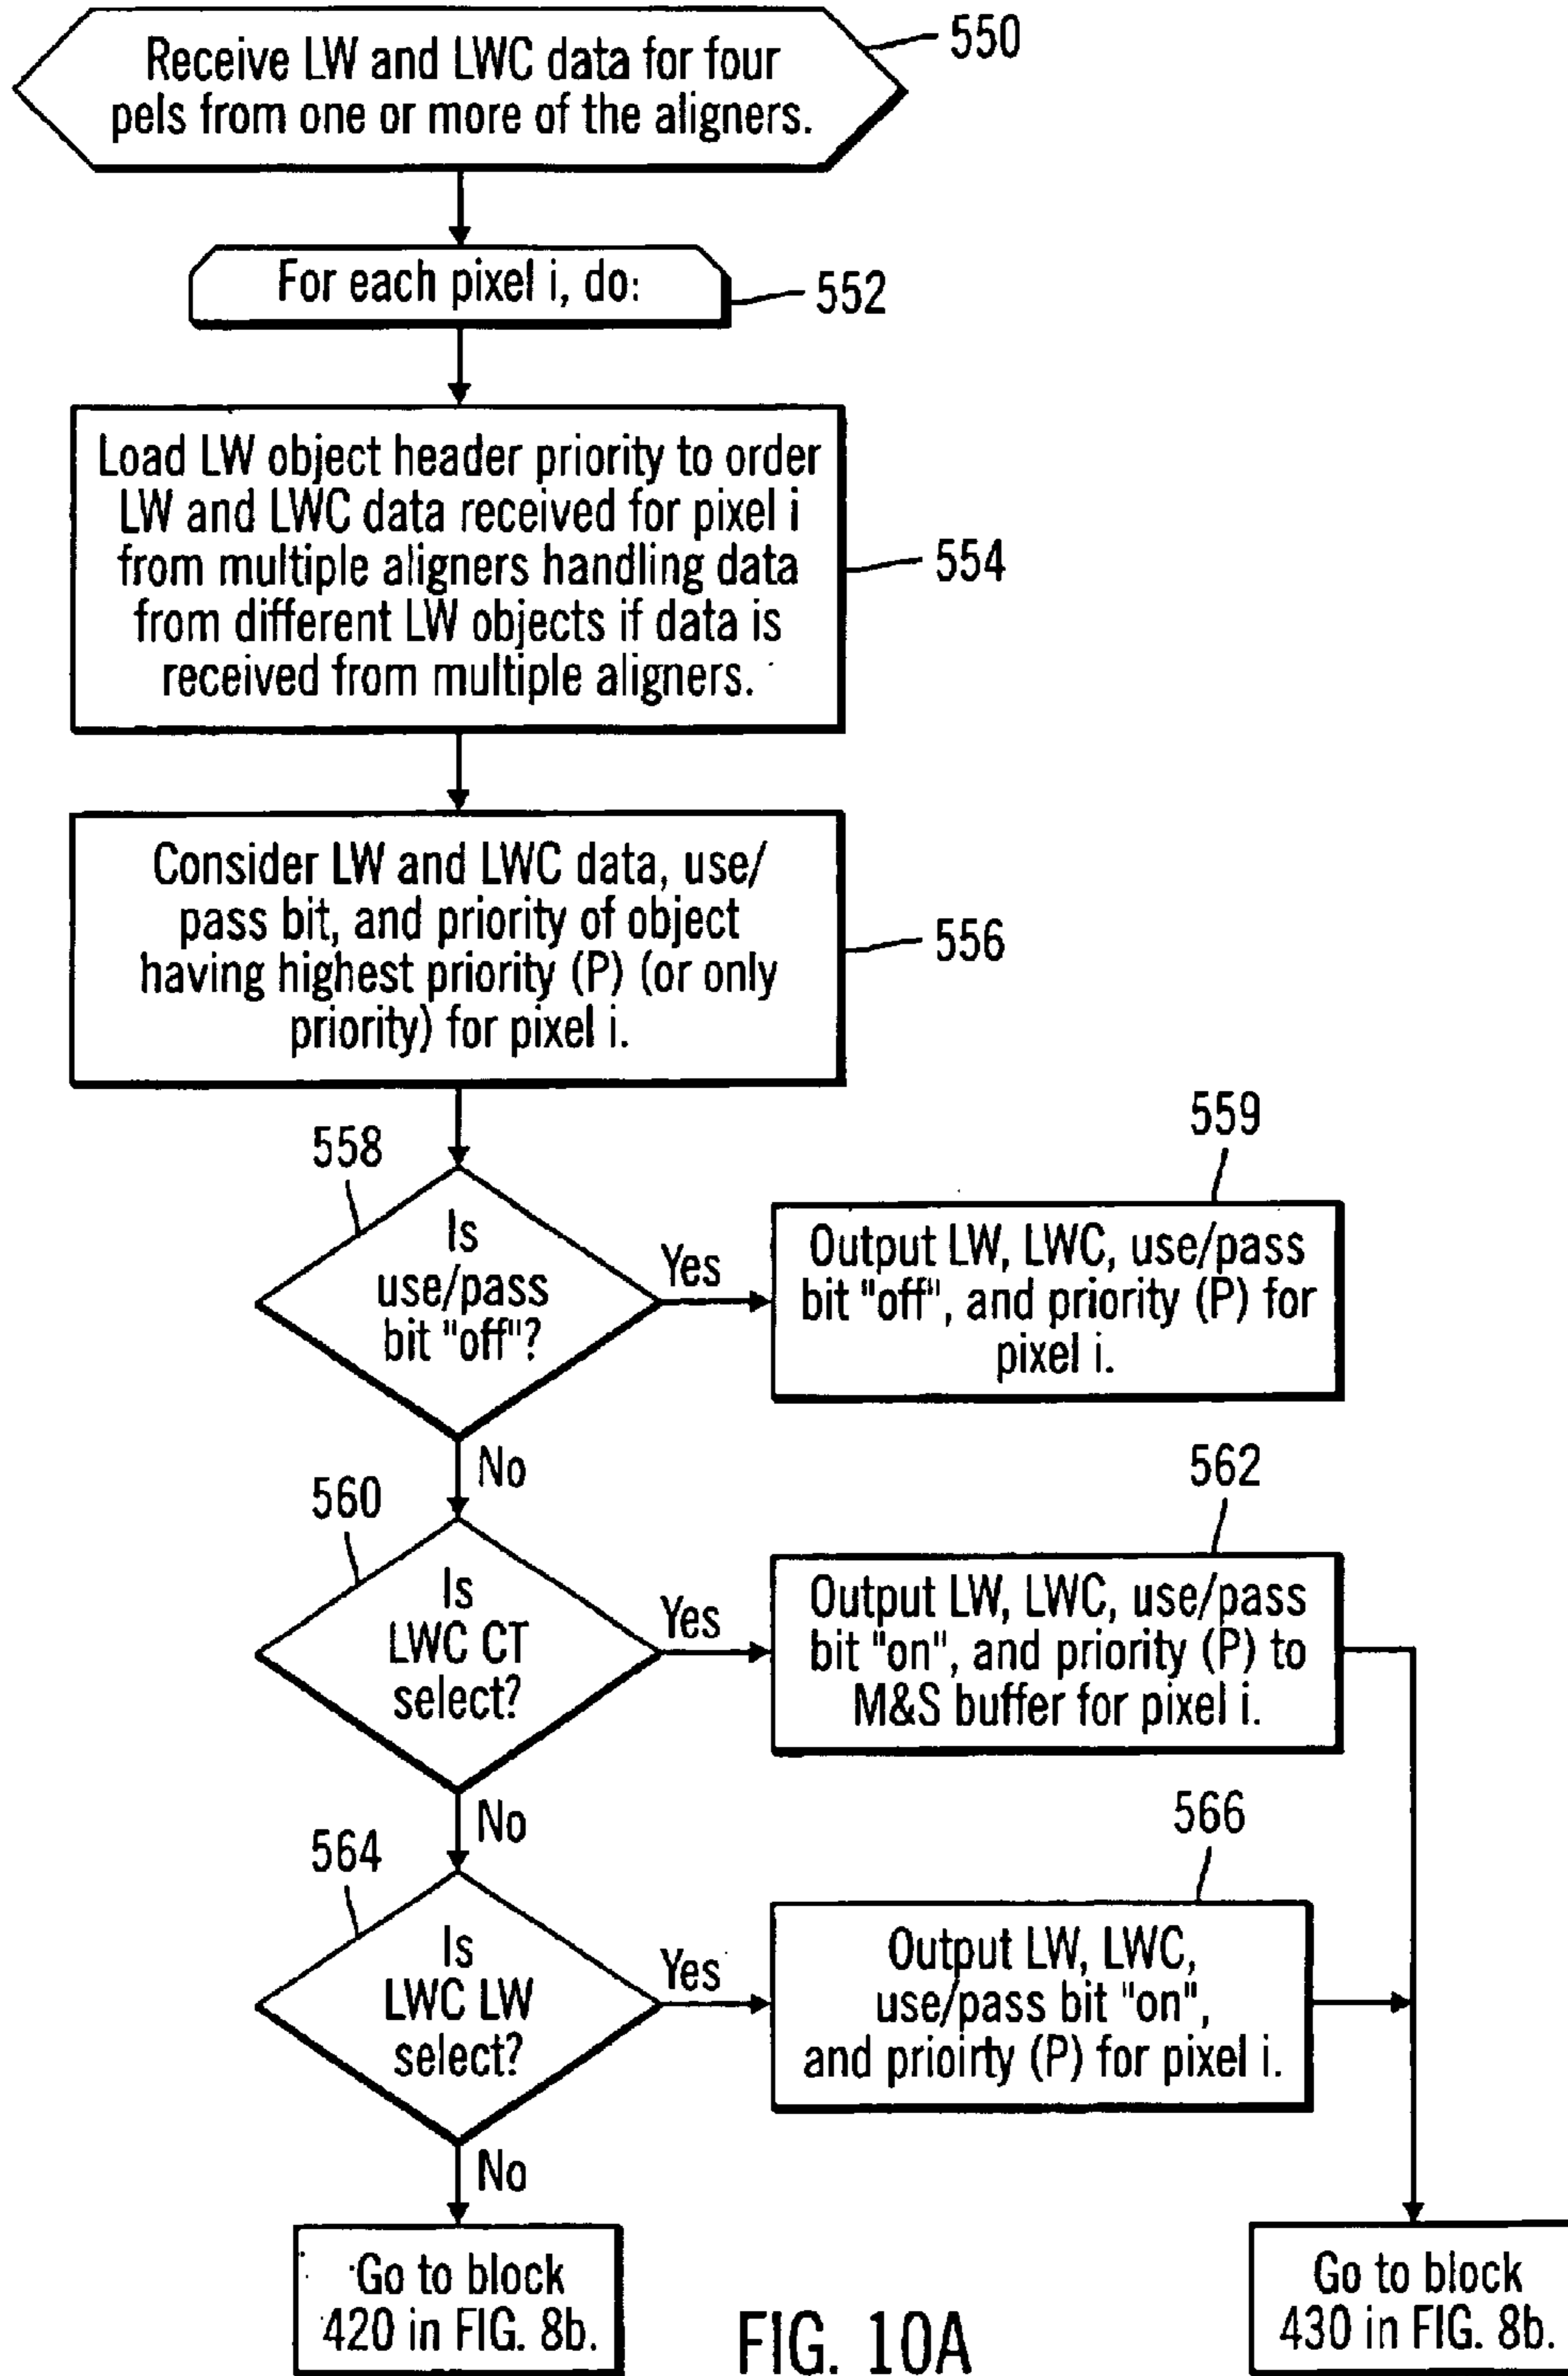 Receive LW and LWC data for four
pels from one or more of the aligners.
550
For each pixel i, do:
552
Load LW object header priority to order
LW and LWC data received for pixel i
from multiple aligners handling data
from different LW objects if data is
received from multiple aligners.
554
Consider LW and LWC data, use/
pass bit, and priority of object
having highest priority (P) (or only
priority) for pixel i.
556
558
Is
use/pass
bit "off"?
Yes
No
559
Output LW, LWC, use/pass
bit "off", and priority (P) for
pixel i.
560
Is
LWC CT
select?
Yes
No
562
Output LW, LWC, use/pass
bit "on", and priority (P) to
M&S buffer for pixel i.
564
Is
LWC LW
select?
Yes
No
566
Output LW, LWC,
use/pass bit "on",
and prioirty (P) for pixel i.
Go to block
420 in FIG. 8b.
Go to block
430 in FIG. 8b.
FIG. 10A